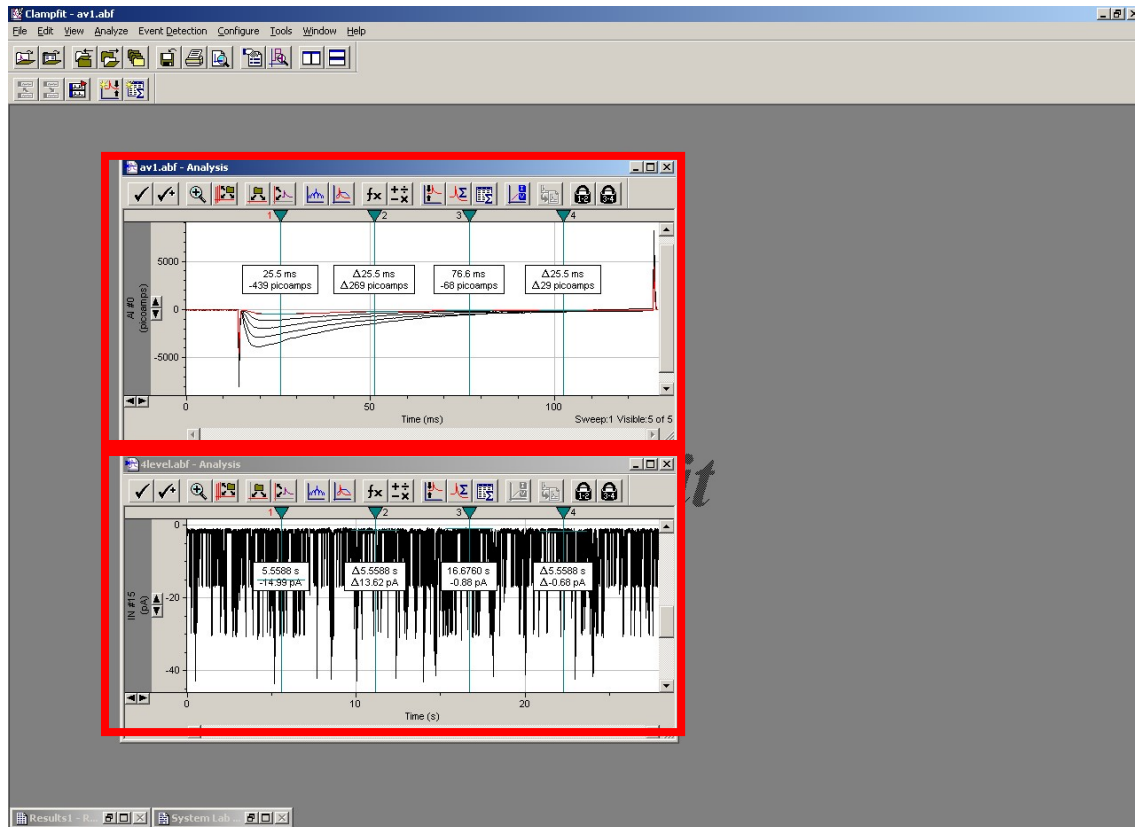 Clampfit - av1.abf
File Edit View Analyze Event Detection Configure Tools Window Help
av1.abf - Analysis
1 2 3 4
5000
0
-5000
AI #0
(picoamps)
25.5 ms
-439 picoamps
Δ25.5 ms
Δ269 picoamps
76.6 ms
-68 picoamps
Δ25.5 ms
Δ29 picoamps
0 50 100
Time (ms)
Sweep:1 Visible:5 of 5
it
4level.abf - Analysis
1 2 3 4
0
-20
-40
IN #15
(pA)
5.5588 s
-14.99 pA
Δ5.5588 s
Δ13.62 pA
16.6760 s
-0.88 pA
Δ5.5588 s
Δ-0.68 pA
0 10 20
Time (s)
Results1 - R...
System Lab ...